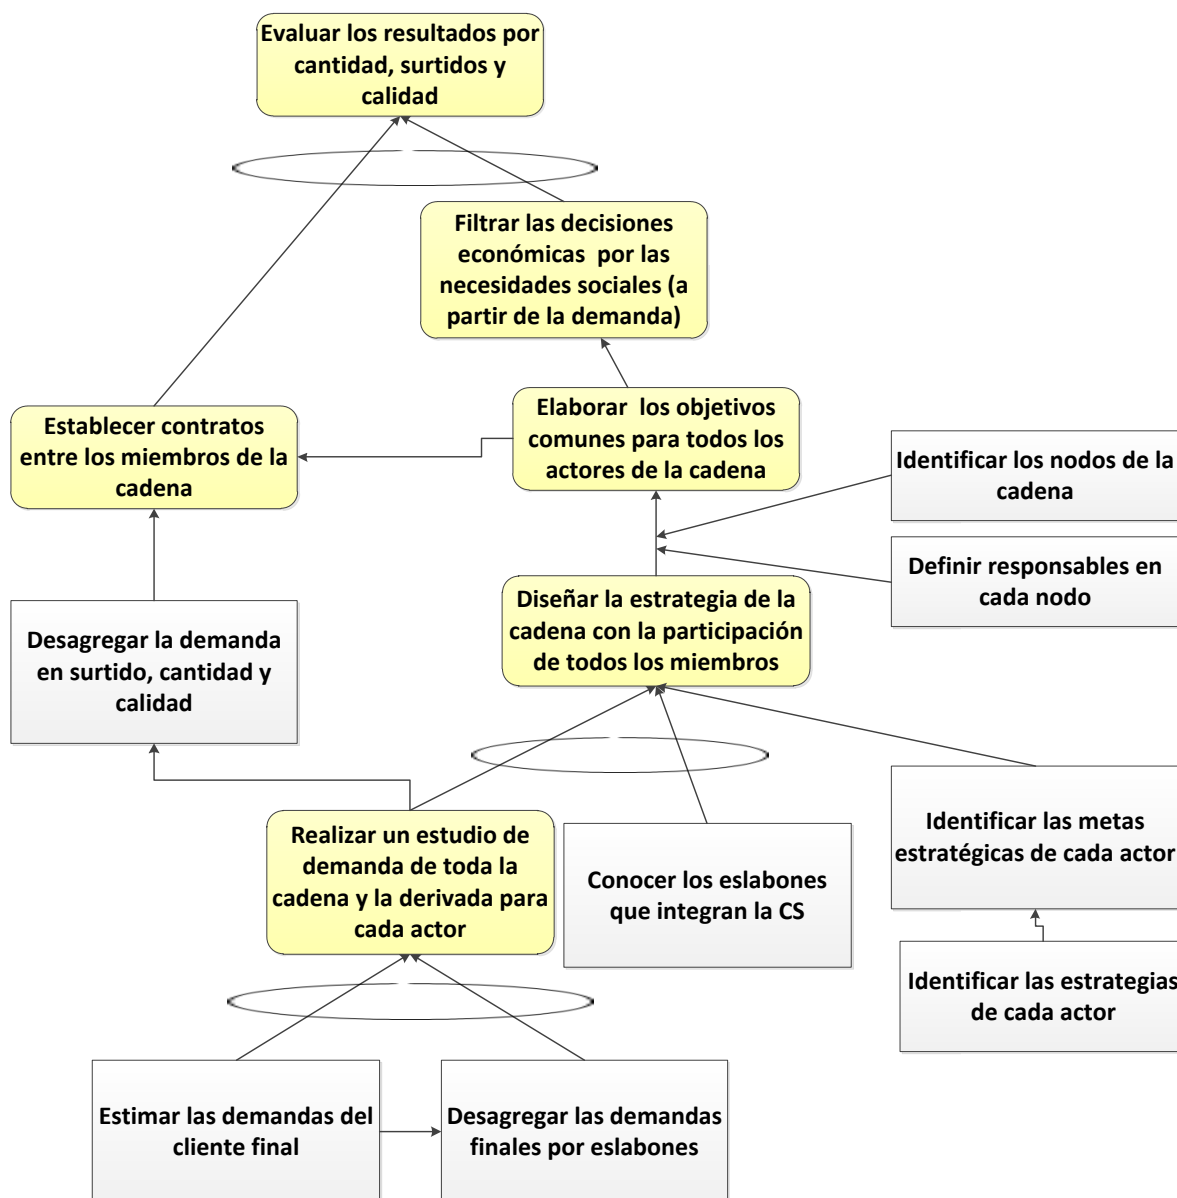 Evaluar los resultados por
cantidad, surtidos y
calidad
Filtrar las decisiones
económicas por las
necesidades sociales (a
partir de la demanda)
Elaborar los objetivos
comunes para todos los
actores de la cadena
Establecer contratos
entre los miembros de la
cadena
Identificar los nodos de la
cadena
Definir responsables en
cada nodo
Diseñar la estrategia de la
cadena con la participación
de todos los miembros
Desagregar la demanda
en surtido, cantidad y
calidad
Realizar un estudio de
demanda de toda la
cadena y la derivada para
cada actor
Conocer los eslabones
que integran la CS
Identificar las metas
estratégicas de cada actor
Identificar las estrategias
de cada actor
Estimar las demandas del
cliente final
Desagregar las demandas
finales por eslabones